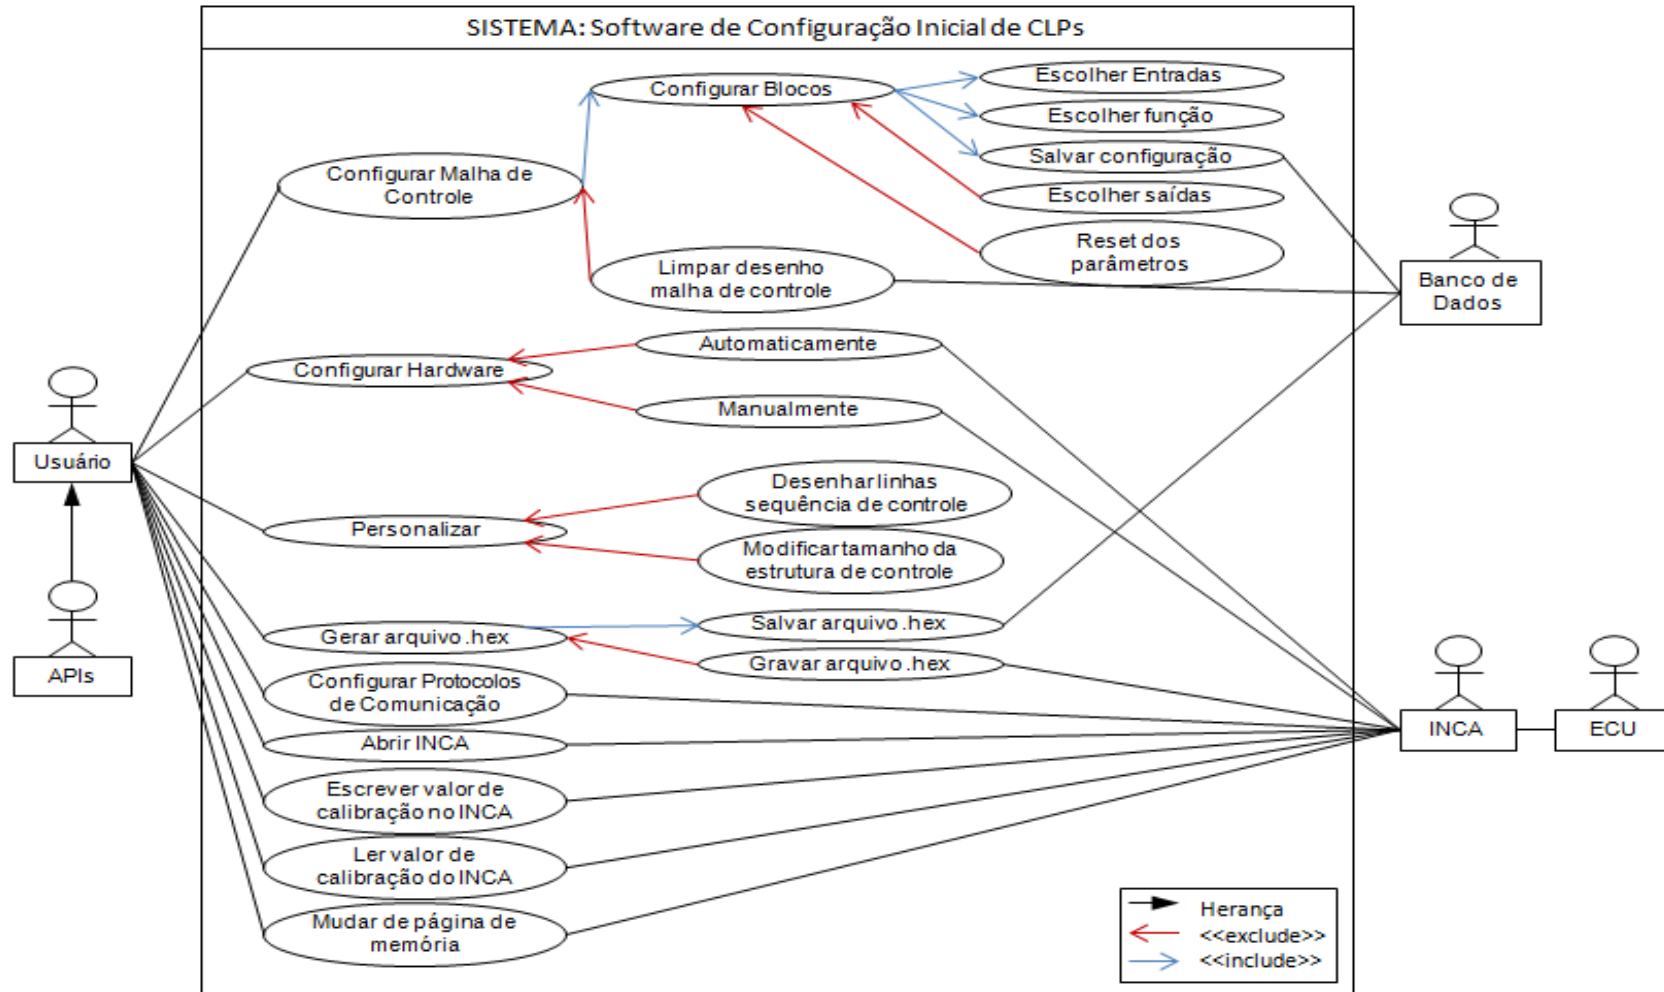 SISTEMA: Software de Configuração Inicial de CLPs
Configurar Blocos
Escolher Entradas
Escolher função
Salvar configuração
Escolher saídas
Reset dos
parâmetros
Configurar Malha de
Controle
Limpar desenho
malha de controle
Banco de
Dados
Automaticamente
Configurar Hardware
Manualmente
Usuário
Desenhar linhas
sequência de controle
Personalizar
Modificar tamanho da
estrutura de controle
Gerar arquivo .hex
Salvar arquivo .hex
Gravar arquivo .hex
APIs
Configurar Protocolos
de Comunicação
Abrir INCA
INCA
ECU
Escrever valor de
calibração no INCA
Ler valor de
calibração do INCA
Mudar de página de
memória
Herança
<<exclude>>
<<include>>